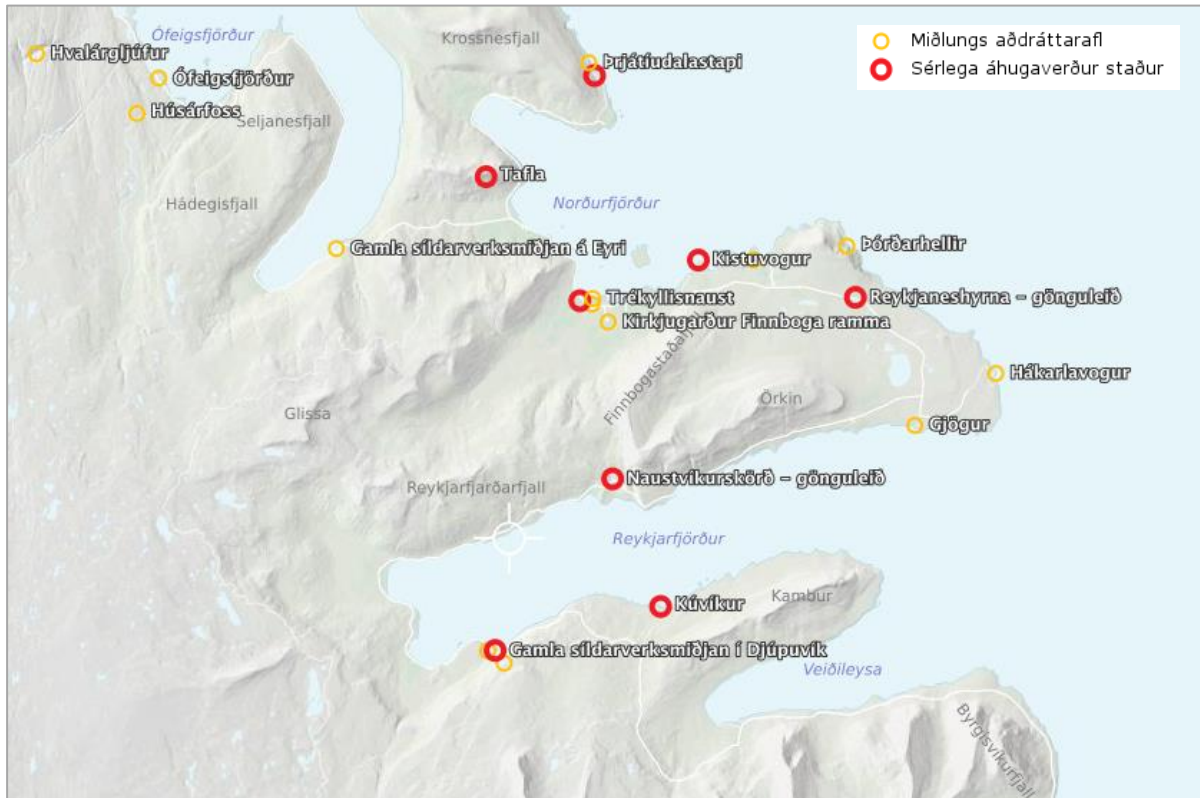 Ófeigsfjörður
Krossnesfjall
Miðlungs aðdráttarafl
Sérlega áhugaverður staður
Hvalárgljúfur
Þrjátíudalastapi
Ófeigsfjörður
Húsárfoss
Seljanesfjall
Tafla
Hádegisfjall
Norðurfjörður
Gamla síldarverksmiðjan á Eyri
Þórðarhellir
Kistuvogur
Trékyllisnaust
Reykjaneshyrna – gönguleið
Kirkjugarður Finnboga ramma
Finnbogastaðafjall
Hákarlavogur
Glissa
Örkin
Gjögur
Naustvíkurskörð – gönguleið
Reykjarfjarðarfjall
Reykjarfjörður
Kambur
Kúvíkur
Gamla síldarverksmiðjan í Djúpuvík
Veiðileysa
Byrgisvíkurfjall